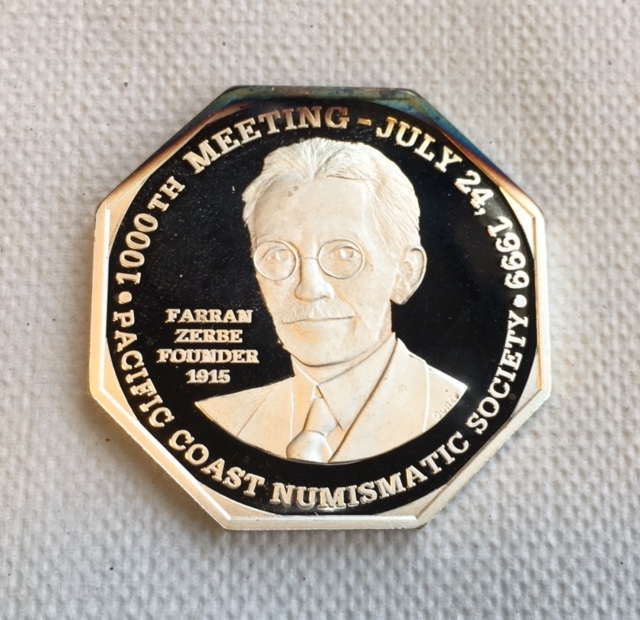 1000TH MEETING - JULY 24, 1999
• PACIFIC COAST NUMISMATIC SOCIETY •
FARRAN
ZERBE
FOUNDER
1915